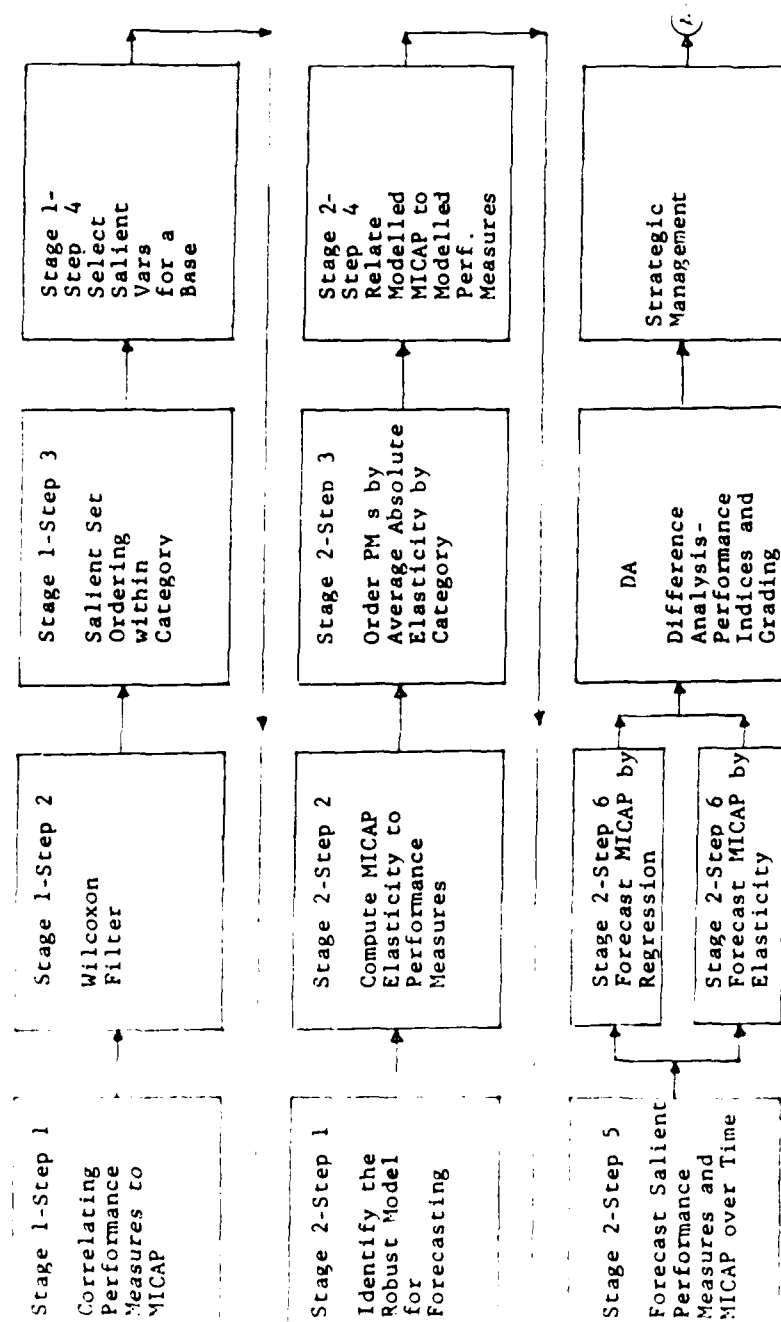 Stage 1-Step 1
Correlating
Performance
Measures to
MICAP
Stage 1-Step 2
Wilcoxon
Filter
Stage 1-Step 3
Salient Set
Ordering
within
Category
Stage 1-
Step 4
Select
Salient
Vars
for a
Base
Stage 2-Step 1
Identify the
Robust Model
for
Forecasting
Stage 2-Step 2
Compute MICAP
Elasticity to
Performance
Measures
Stage 2-Step 3
Order PM s by
Average Absolute
Elasticity by
Category
Stage 2-
Step 4
Relate
Modelled
MICAP to
Modelled
Perf.
Measures
Stage 2-Step 5
Forecast Salient
Performance
Measures and
MICAP over Time
Stage 2-Step 6
Forecast MICAP by
Regression
Stage 2-Step 6
Forecast MICAP by
Elasticity
DA
Difference
Analysis-
Performance
Indices and
Grading
Strategic
Management